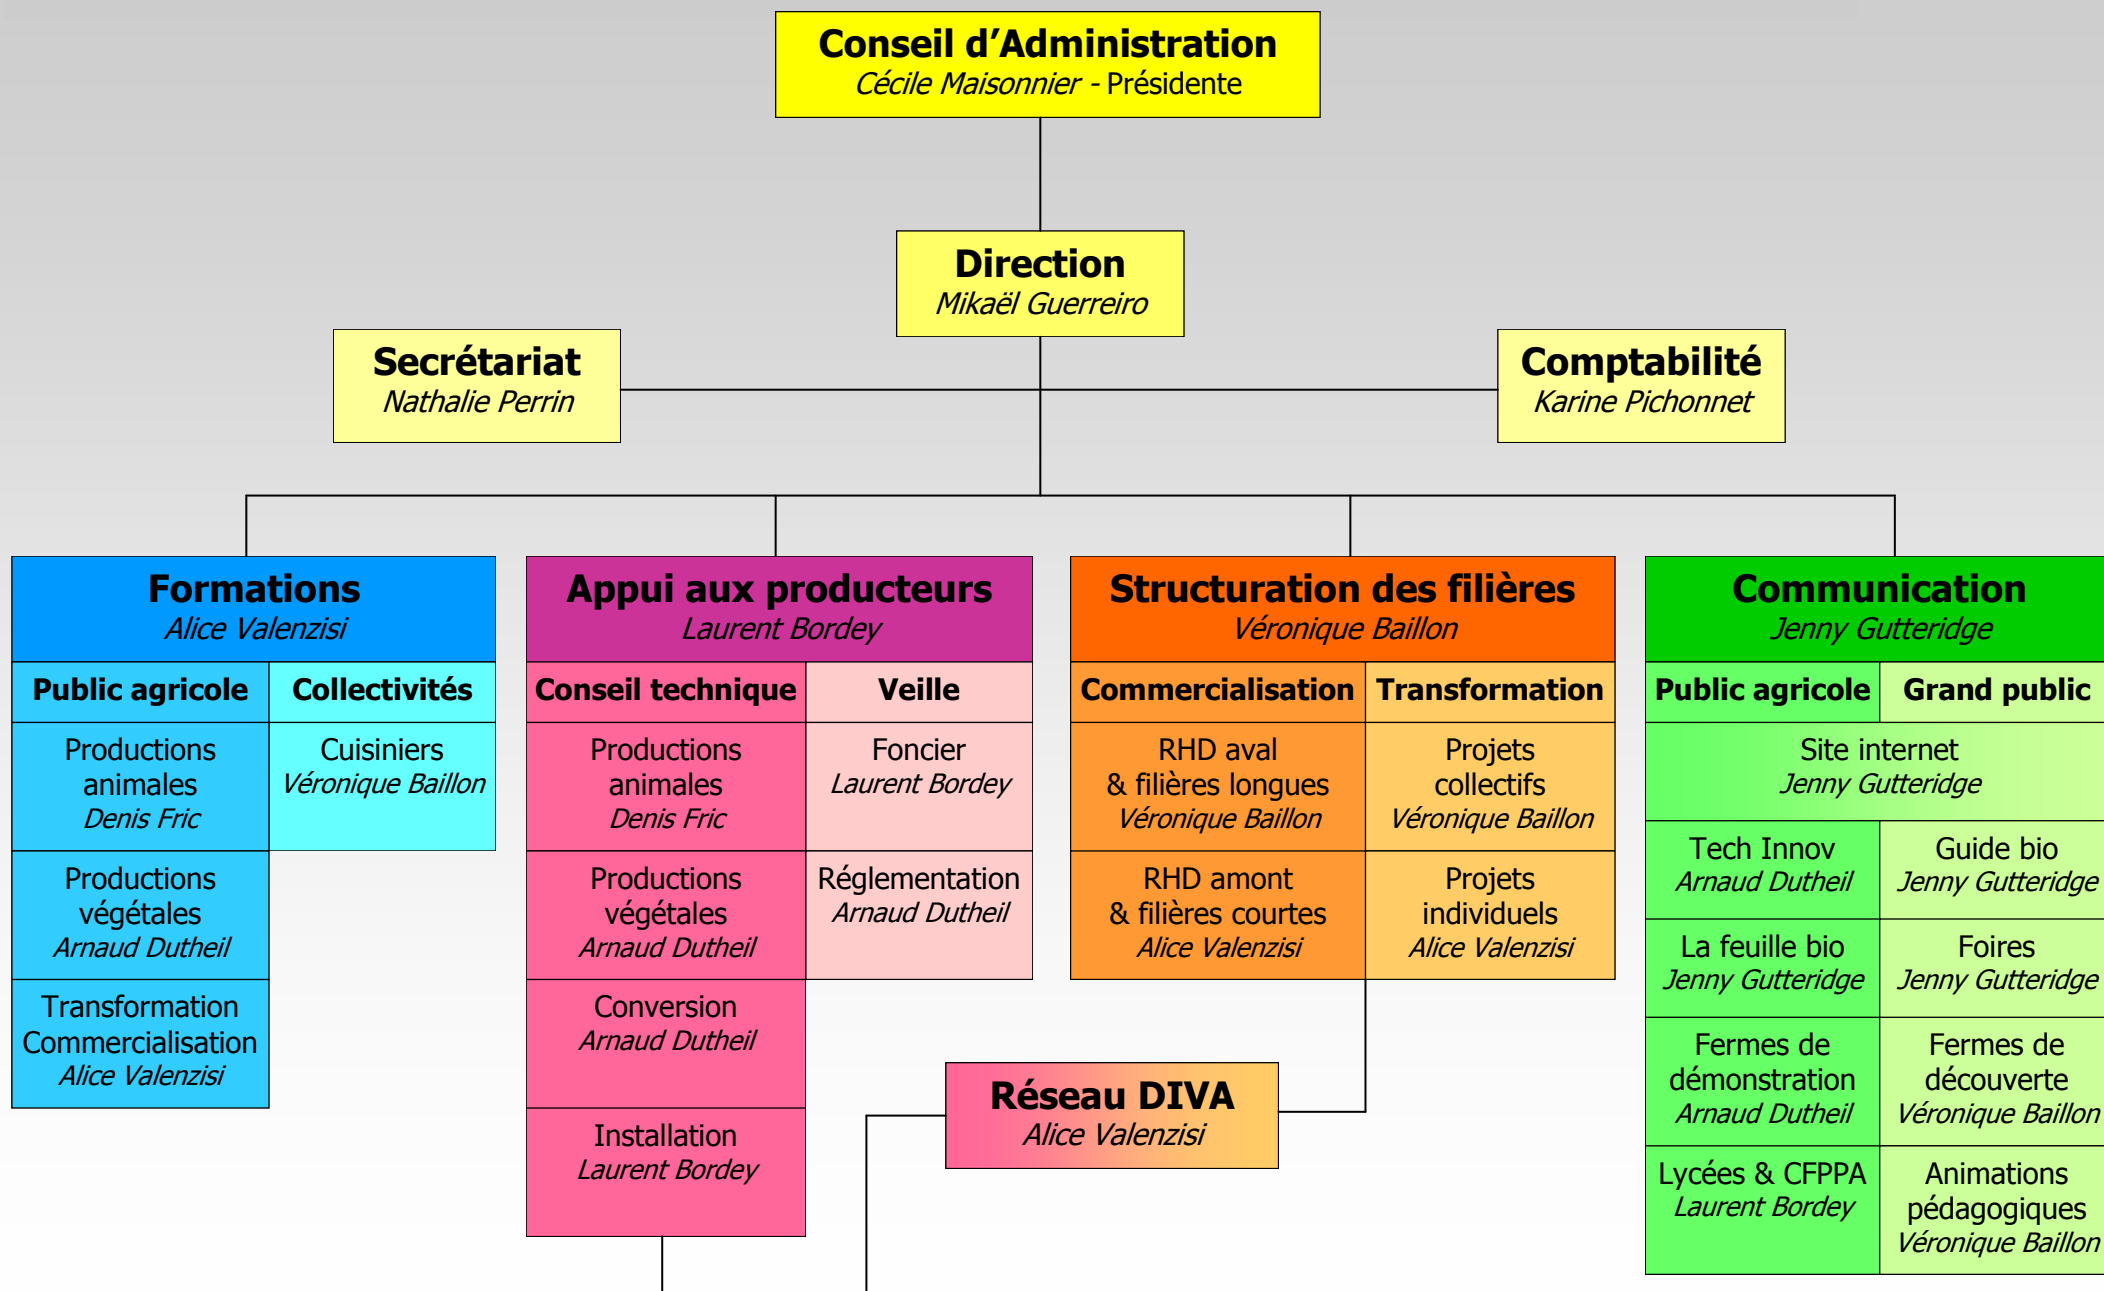 Conseil d’Administration
Cécile Maisonnier - Présidente
Direction
Mikaël Guerreiro
Secrétariat
Nathalie Perrin
Comptabilité
Karine Pichonnet
Formations
Alice Valenzisi
Public agricole
Collectivités
Productions
animales
Denis Fric
Cuisiniers
Véronique Baillon
Productions
végétales
Arnaud Dutheil
Transformation
Commercialisation
Alice Valenzisi
Appui aux producteurs
Laurent Bordey
Conseil technique
Veille
Productions
animales
Denis Fric
Foncier
Laurent Bordey
Productions
végétales
Arnaud Dutheil
Réglementation
Arnaud Dutheil
Conversion
Arnaud Dutheil
Installation
Laurent Bordey
Structuration des filières
Véronique Baillon
Commercialisation
Transformation
RHD aval
& filières longues
Véronique Baillon
Projets
collectifs
Véronique Baillon
RHD amont
& filières courtes
Alice Valenzisi
Projets
individuels
Alice Valenzisi
Réseau DIVA
Alice Valenzisi
Communication
Jenny Gutteridge
Public agricole
Grand public
Site internet
Jenny Gutteridge
Tech Innov
Arnaud Dutheil
Guide bio
Jenny Gutteridge
La feuille bio
Jenny Gutteridge
Foires
Jenny Gutteridge
Fermes de
démonstration
Arnaud Dutheil
Fermes de
découverte
Véronique Baillon
Lycées & CFPPA
Laurent Bordey
Animations
pédagogiques
Véronique Baillon